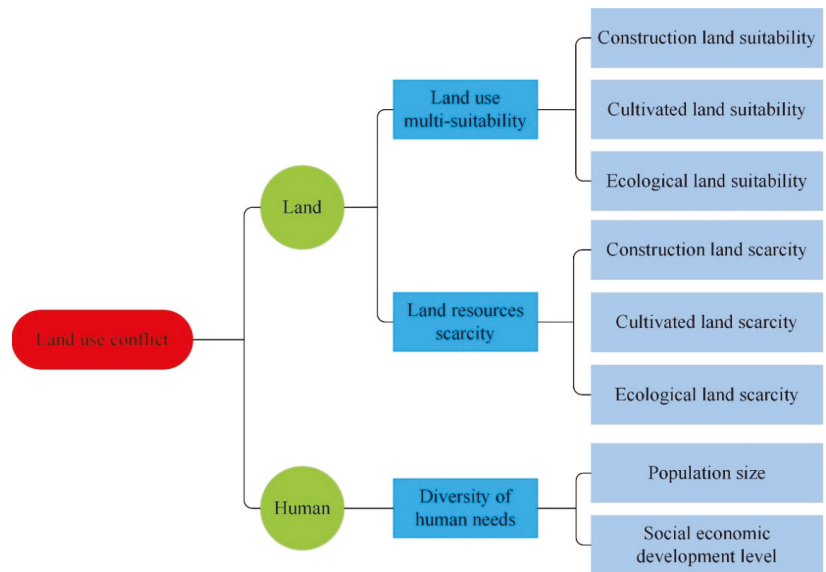 Land use conflict
Land
Human
Land use
multi-suitability
Land resources
scarcity
Diversity of
human needs
Construction land suitability
Cultivated land suitability
Ecological land suitability
Construction land scarcity
Cultivated land scarcity
Ecological land scarcity
Population size
Social economic
development level